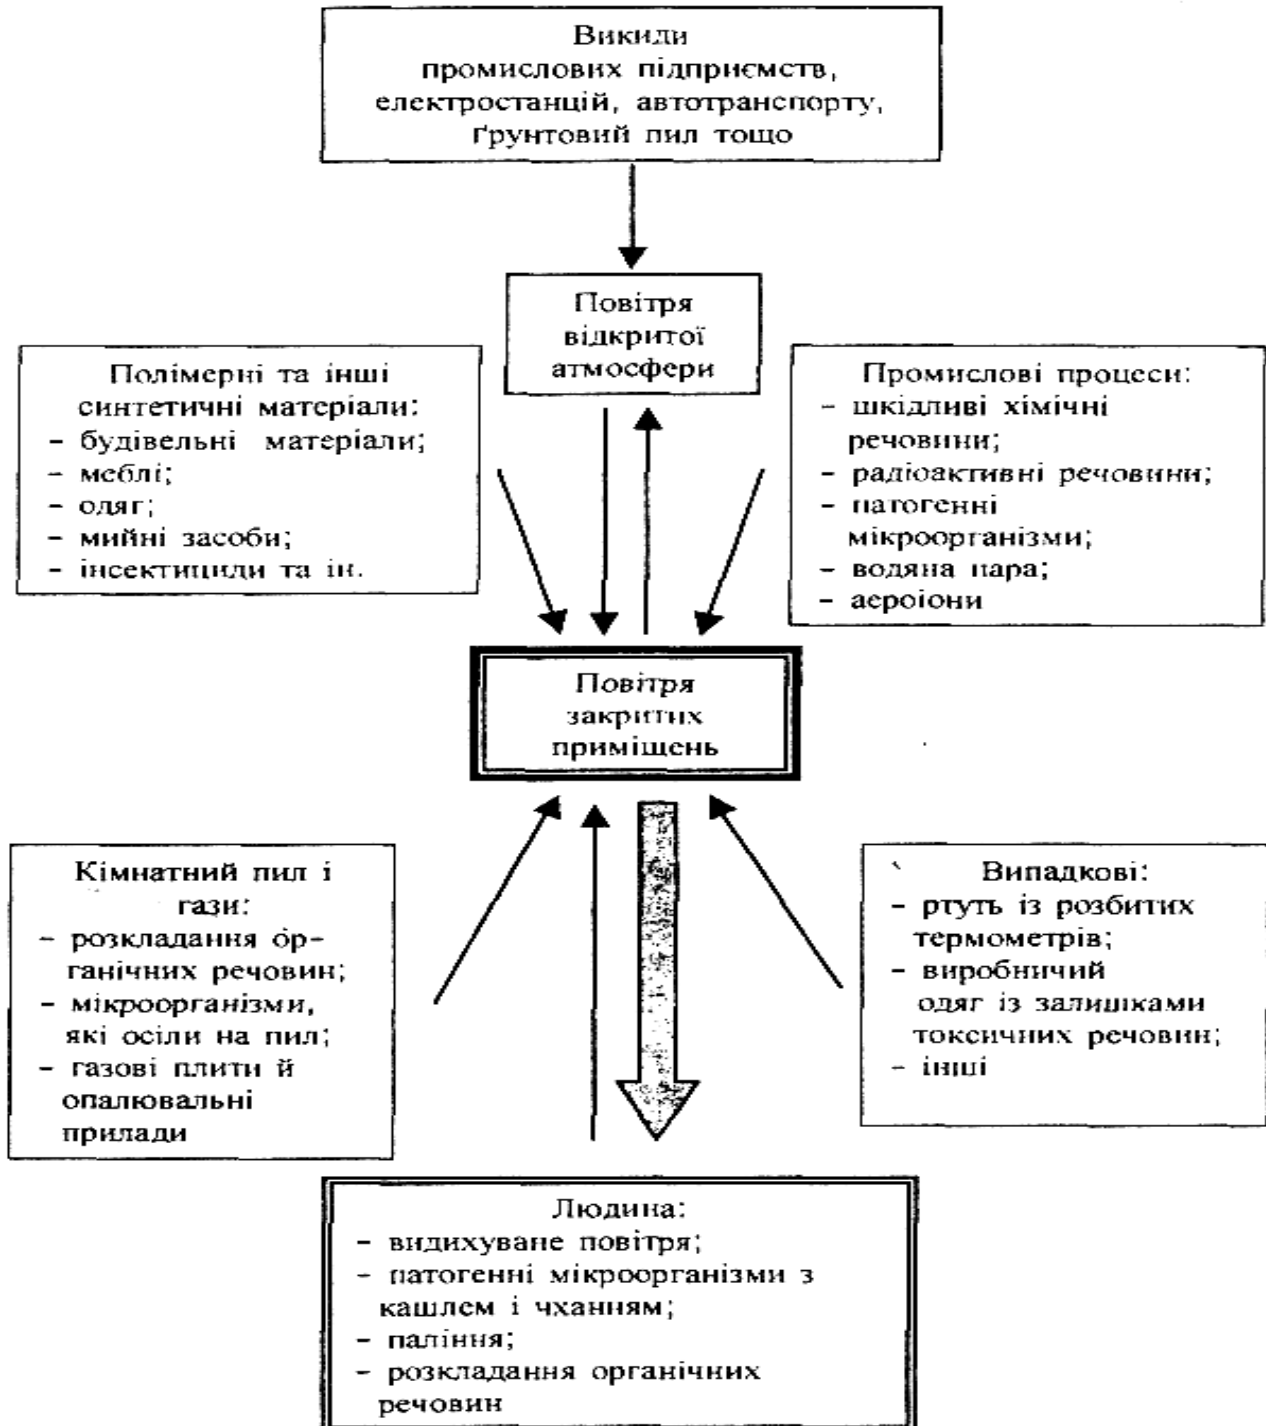 Викиди
промислових підприємств,
електростанцій, автотранспорту,
ґрунтовий пил тощо
Повітря
відкритої
атмосфери
Полімерні та інші
синтетичні матеріали:
- будівельні матеріали;
- меблі;
- одяг;
- мийні засоби;
- інсектициди та ін.
Промислові процеси:
- шкідливі хімічні
речовини;
- радіоактивні речовини;
- патогенні
мікроорганізми;
- водяна пара;
- аероіони
Повітря
закритих
приміщень
Кімнатний пил і
гази:
- розкладання ор-
ганічних речовин;
- мікроорганізми,
які осіли на пил;
- газові плити й
опалювальні
прилади
Випадкові:
- ртуть із розбитих
термометрів;
- виробничий
одяг із залишками
токсичних речовин;
- інші
Людина:
- видихуване повітря;
- патогенні мікроорганізми з
кашлем і чханням;
- паління;
- розкладання органічних
речовин